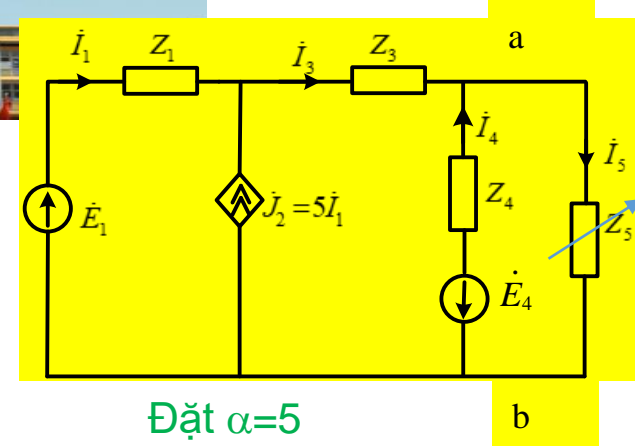 a
İ₁ Z₁ İ₃ Z₃
İ₄ İ₅
Ė₁ J̇₂ = 5İ₁ Z₄ Z₅
Ė₄
Đặt α=5
b